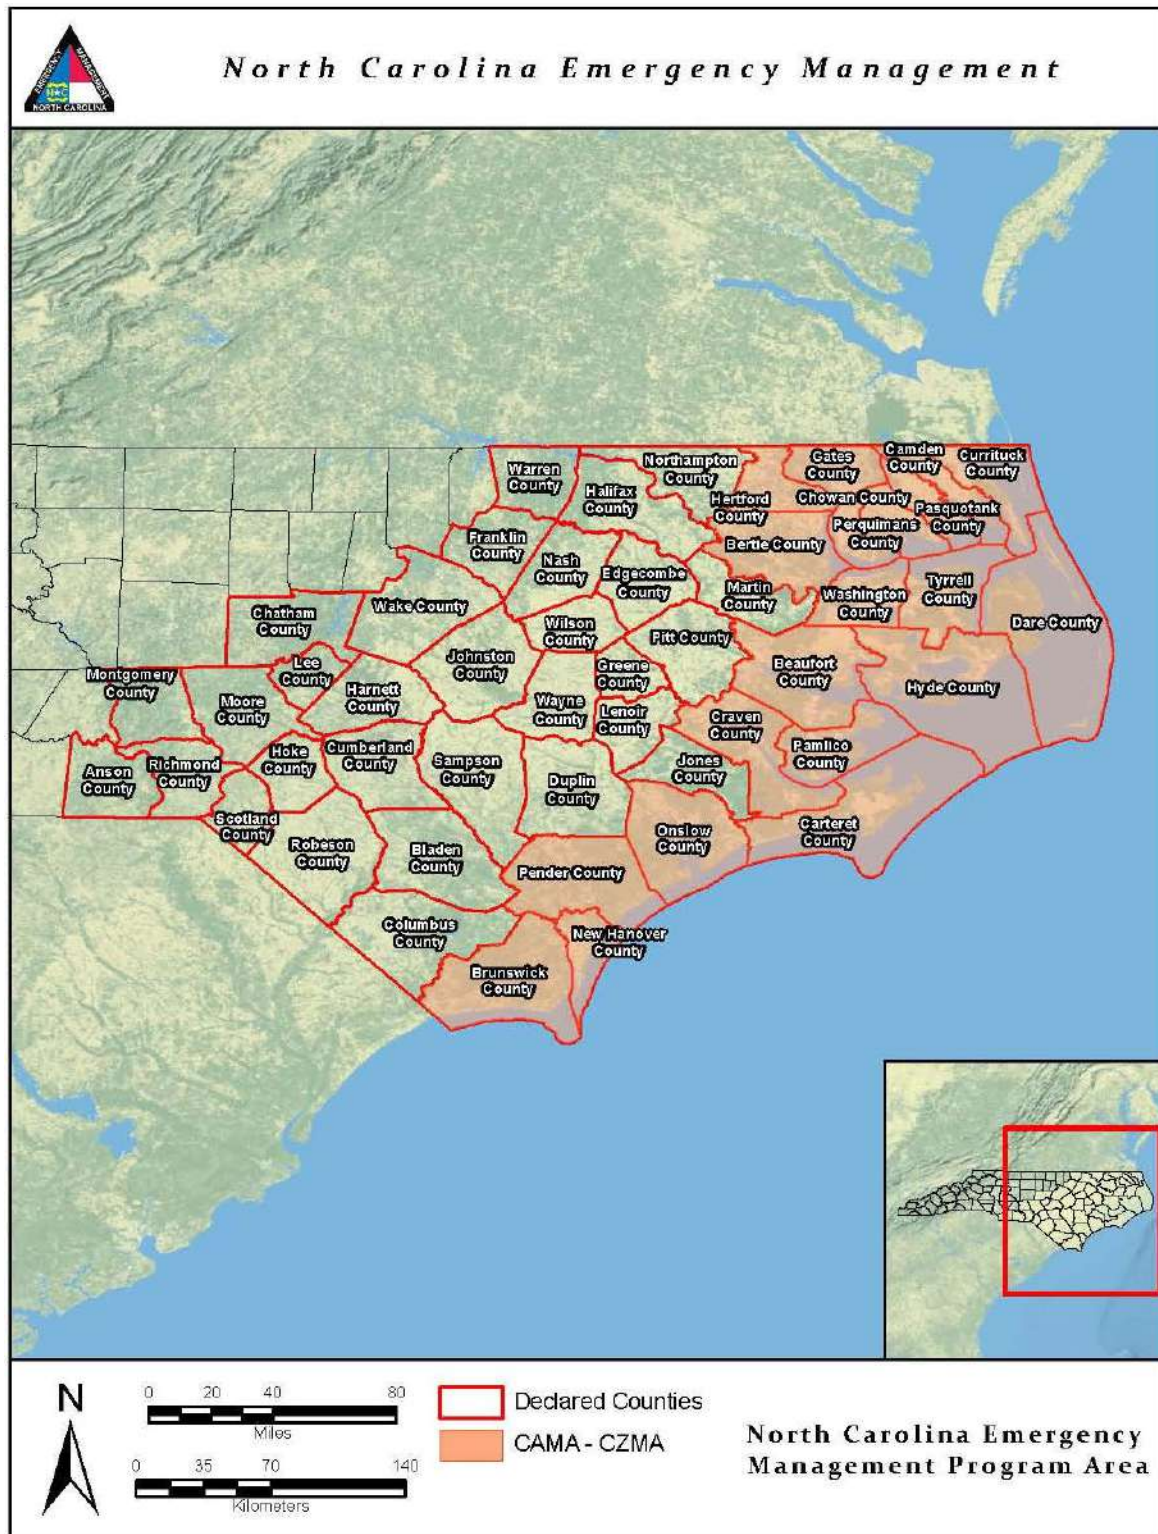 EMERGENCY
MANAGEMENT
NORTH CAROLINA
North Carolina Emergency Management
Warren
County
Northampton
County
Halifax
County
Hertford
County
Gates
County
Camden
County
Currituck
County
Chowan County
Pasquotank
County
Perquimans
County
Bertie County
Franklin
County
Nash
County
Edgecombe
County
Martin
County
Washington
County
Tyrrell
County
Dare County
Chatham
County
Wake County
Wilson
County
Pitt County
Beaufort
County
Hyde County
Montgomery
County
Lee
County
Moore
County
Harnett
County
Johnston
County
Greene
County
Wayne
County
Lenoir
County
Craven
County
Pamlico
County
Anson
County
Richmond
County
Hoke
County
Cumberland
County
Sampson
County
Duplin
County
Jones
County
Scotland
County
Robeson
County
Bladen
County
Onslow
County
Carteret
County
Pender County
Columbus
County
New Hanover
County
Brunswick
County
N
0 20 40 80
Miles
0 35 70 140
Kilometers
Declared Counties
CAMA - CZMA
North Carolina Emergency
Management Program Area